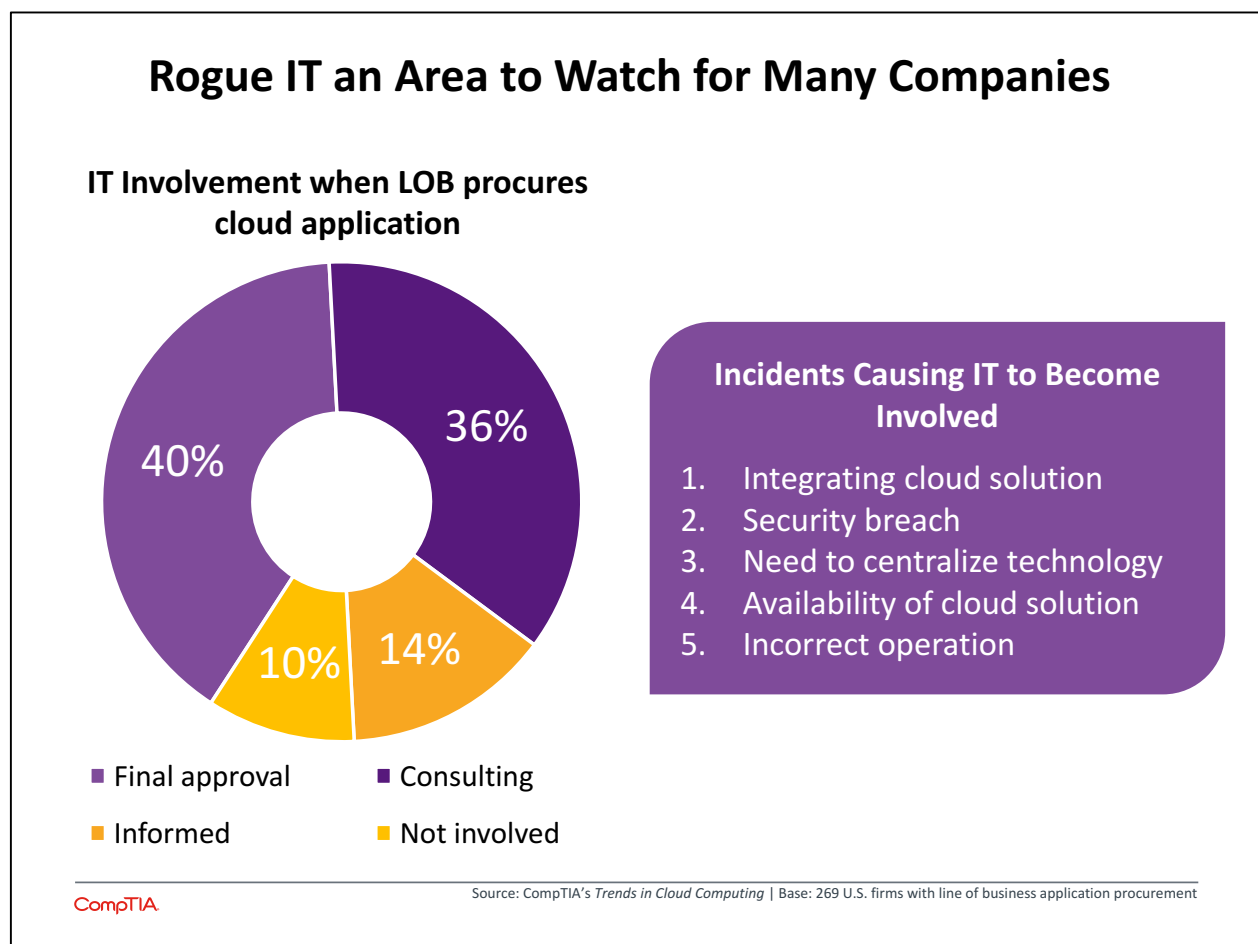 Rogue IT an Area to Watch for Many Companies
IT Involvement when LOB procures
cloud application
40%
36%
10%
14%
Final approval
Consulting
Informed
Not involved
Incidents Causing IT to Become
Involved
1. Integrating cloud solution
2. Security breach
3. Need to centralize technology
4. Availability of cloud solution
5. Incorrect operation
CompTIA.
Source: CompTIA's Trends in Cloud Computing | Base: 269 U.S. firms with line of business application procurement